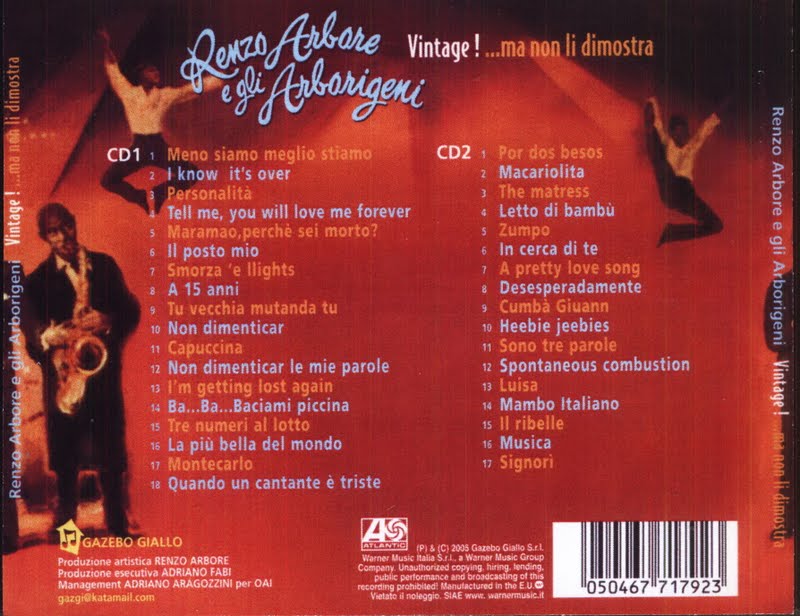 Renzo Arbore
e gli Arborigeni
Vintage ! ...ma non li dimostra
CD1
1 Meno siamo meglio stiamo
2 I know it's over
3 Personalità
4 Tell me, you will love me forever
5 Maramao,perchè sei morto?
6 Il posto mio
7 Smorza 'e llights
8 A 15 anni
9 Tu vecchia mutanda tu
10 Non dimenticar
11 Capuccina
12 Non dimenticar le mie parole
13 I'm getting lost again
14 Ba...Ba...Baciami piccina
15 Tre numeri al lotto
16 La più bella del mondo
17 Montecarlo
18 Quando un cantante è triste
CD2
1 Por dos besos
2 Macariolita
3 The matress
4 Letto di bambù
5 Zumpo
6 In cerca di te
7 A pretty love song
8 Desesperadamente
9 Cumbà Giuann
10 Heebie jeebies
11 Sono tre parole
12 Spontaneous combustion
13 Luisa
14 Mambo Italiano
15 Il ribelle
16 Musica
17 Signorì
Renzo Arbore e gli Arborigeni Vintage ! ...ma non li dimostra
Renzo Arbore e gli Arborigeni Vintage ! ...ma non li dimostra
GAZEBO GIALLO
Produzione artistica RENZO ARBORE
Produzione esecutiva ADRIANO FABI
Management ADRIANO ARAGOZZINI per OAI
gazgi@katamail.com
ATLANTIC
(P) & (C) 2005 Gazebo Giallo S.r.l.
Warner Music Italia S.r.l., a Warner Music Group
Company. Unauthorized copying, hiring, lending,
public performance and broadcasting of this
recording prohibited! Manufactured in the E.U.
Vietato il noleggio. SIAE www.warnermusic.it
050467 717923